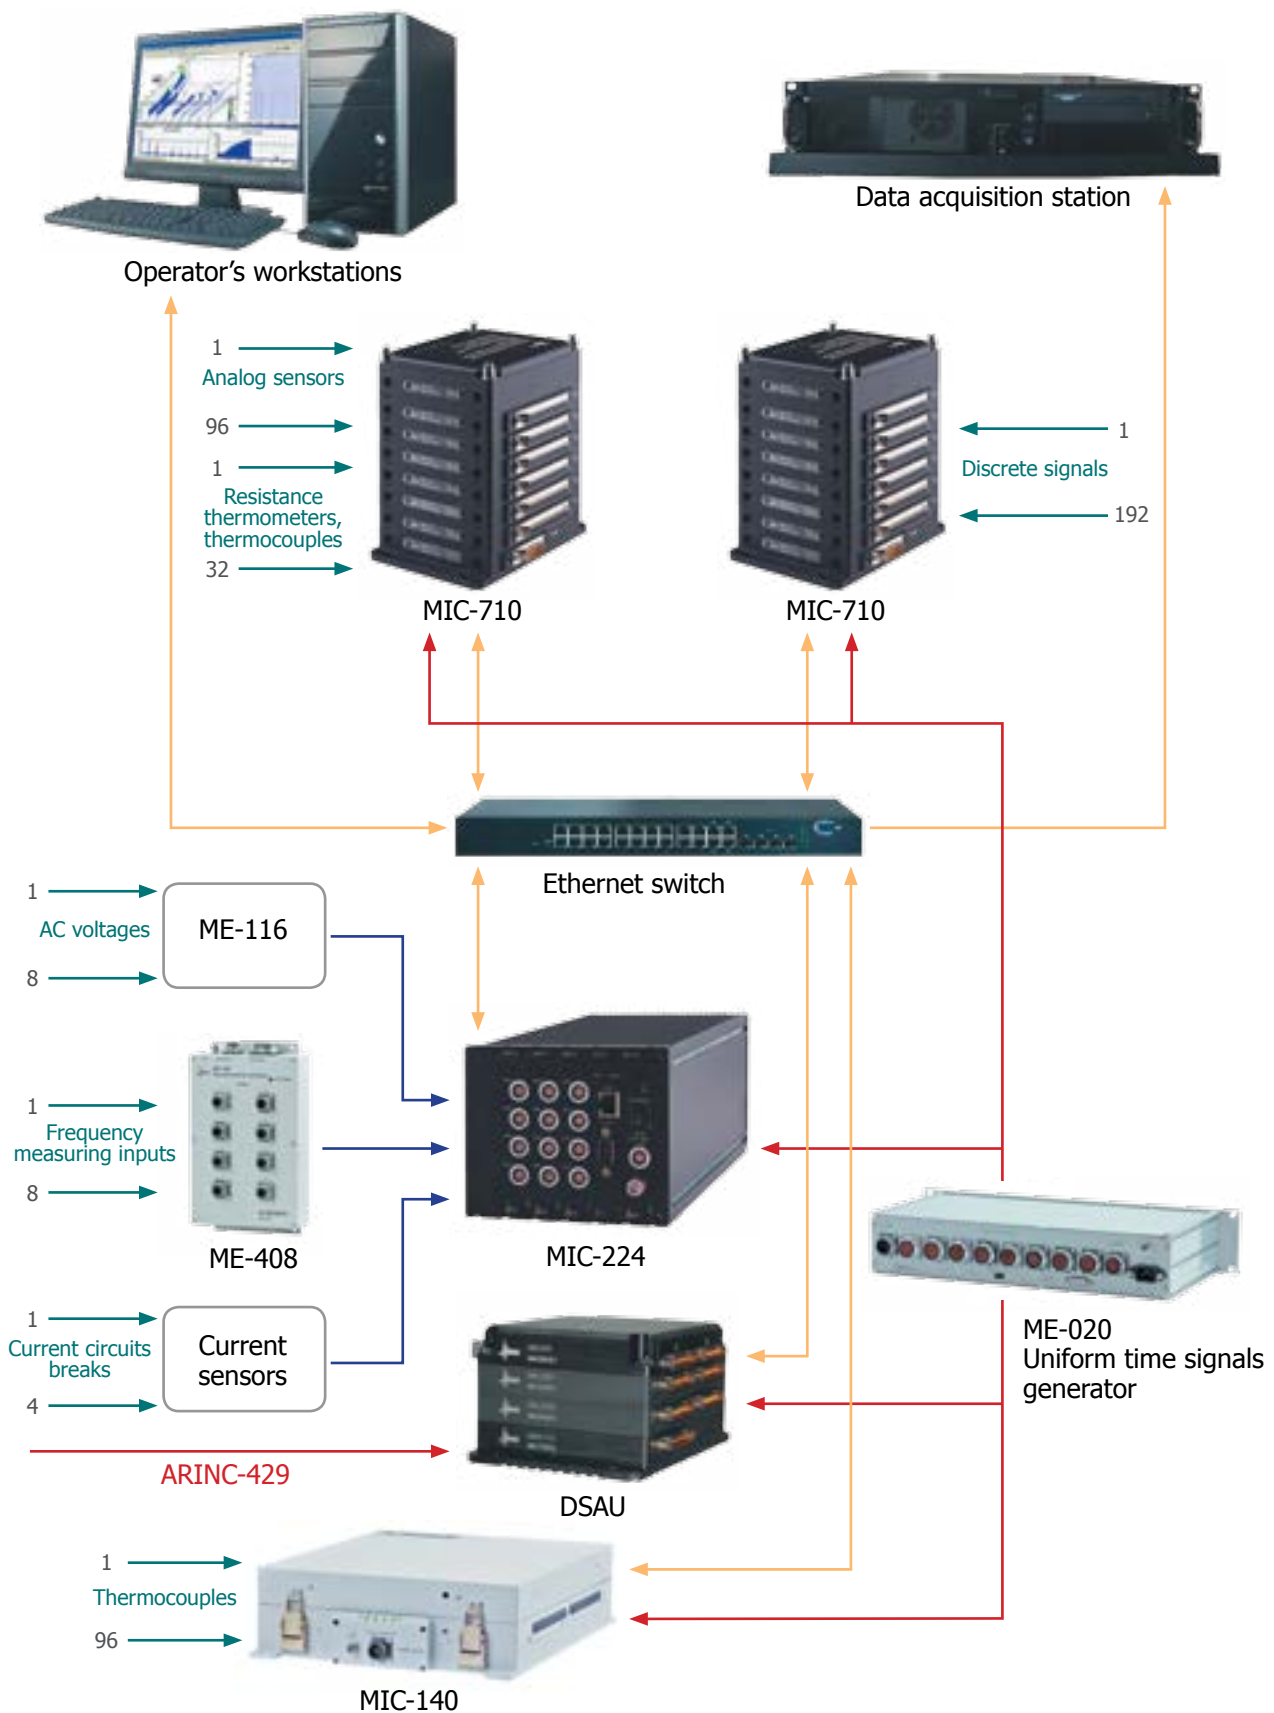 Data acquisition station
Operator's workstations
1
Analog sensors
96
1
Resistance
thermometers,
thermocouples
32
MIC-710
1
Discrete signals
192
MIC-710
Ethernet switch
1
AC voltages
8
ME-116
1
Frequency
measuring inputs
8
ME-408
MIC-224
1
Current circuits
breaks
4
Current
sensors
ME-020
Uniform time signals
generator
ARINC-429
DSAU
1
Thermocouples
96
MIC-140